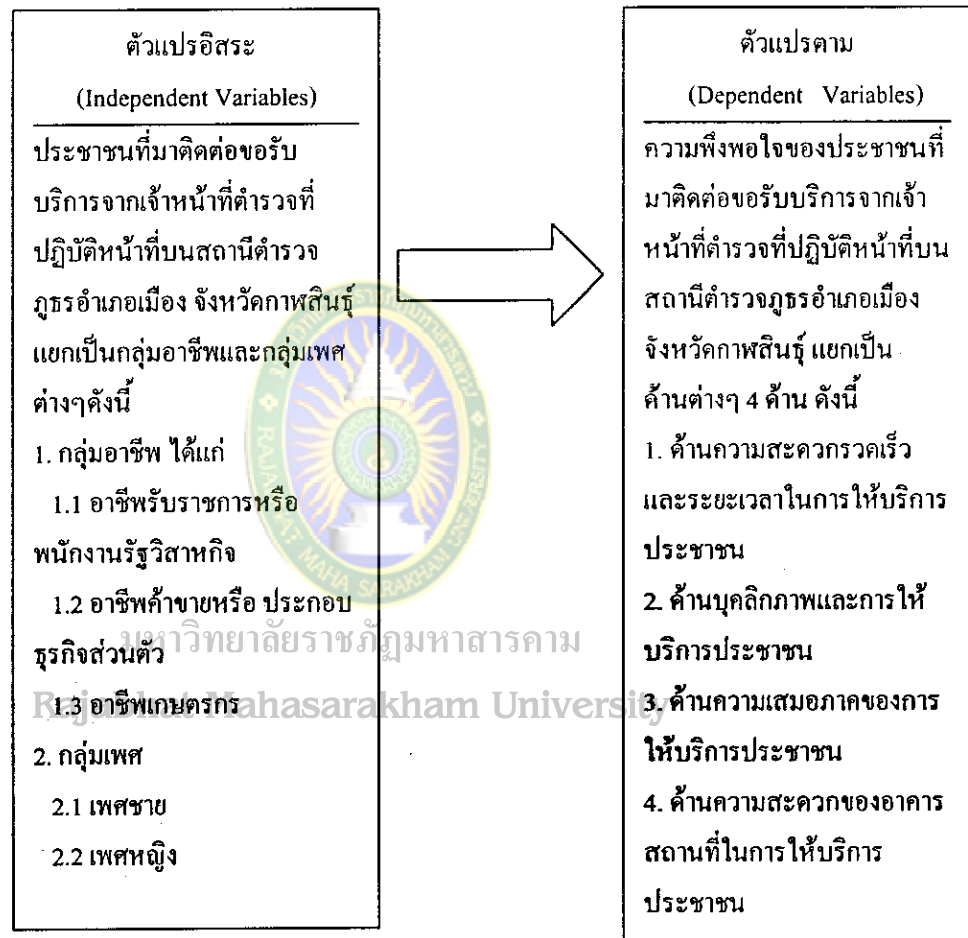 ตัวแปรอิสระ
(Independent Variables)
ประชาชนที่มาติดต่อขอรับ
บริการจากเจ้าหน้าที่ตำรวจที่
ปฏิบัติหน้าที่บนสถานีตำรวจ
ภูธรอำเภอเมือง จังหวัดกาฬสินธุ์
แยกเป็นกลุ่มอาชีพและกลุ่มเพศ
ต่างๆดังนี้
1. กลุ่มอาชีพ ได้แก่
1.1 อาชีพรับราชการหรือ
พนักงานรัฐวิสาหกิจ
1.2 อาชีพค้าขายหรือ ประกอบ
ธุรกิจส่วนตัว
1.3 อาชีพเกษตรกร
2. กลุ่มเพศ
2.1 เพศชาย
2.2 เพศหญิง
ตัวแปรตาม
(Dependent Variables)
ความพึงพอใจของประชาชนที่
มาติดต่อขอรับบริการจากเจ้า
หน้าที่ตำรวจที่ปฏิบัติหน้าที่บน
สถานีตำรวจภูธรอำเภอเมือง
จังหวัดกาฬสินธุ์ แยกเป็น
ด้านต่างๆ 4 ด้าน ดังนี้
1. ด้านความสะดวกรวดเร็ว
และระยะเวลาในการให้บริการ
ประชาชน
2. ด้านบุคลิกภาพและการให้
บริการประชาชน
3. ด้านความเสมอภาคของการ
ให้บริการประชาชน
4. ด้านความสะดวกของอาคาร
สถานที่ในการให้บริการ
ประชาชน
มหาวิทยาลัยราชภัฏมหาสารคาม
Rajabhat Mahasarakham University
RAJABHAT MAHA SARAKHAM UNIVERSITY